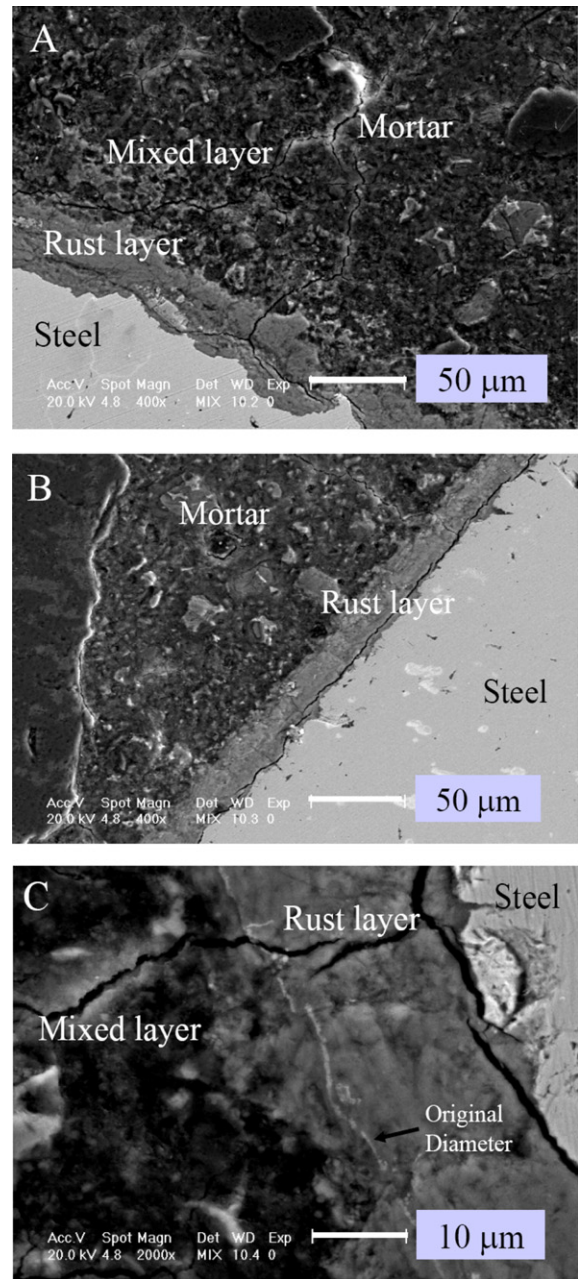 A
Mortar
Mixed layer
Rust layer
Steel
Acc.V Spot Magn Det WD Exp
20.0 kV 4.8 400x MIX 10.2 0
50 μm
B
Mortar
Rust layer
Steel
Acc.V Spot Magn Det WD Exp
20.0 kV 4.8 400x MIX 10.3 0
50 μm
C
Steel
Rust layer
Mixed layer
Original
Diameter
Acc.V Spot Magn Det WD Exp
20.0 kV 4.8 2000x MIX 10.4 0
10 μm